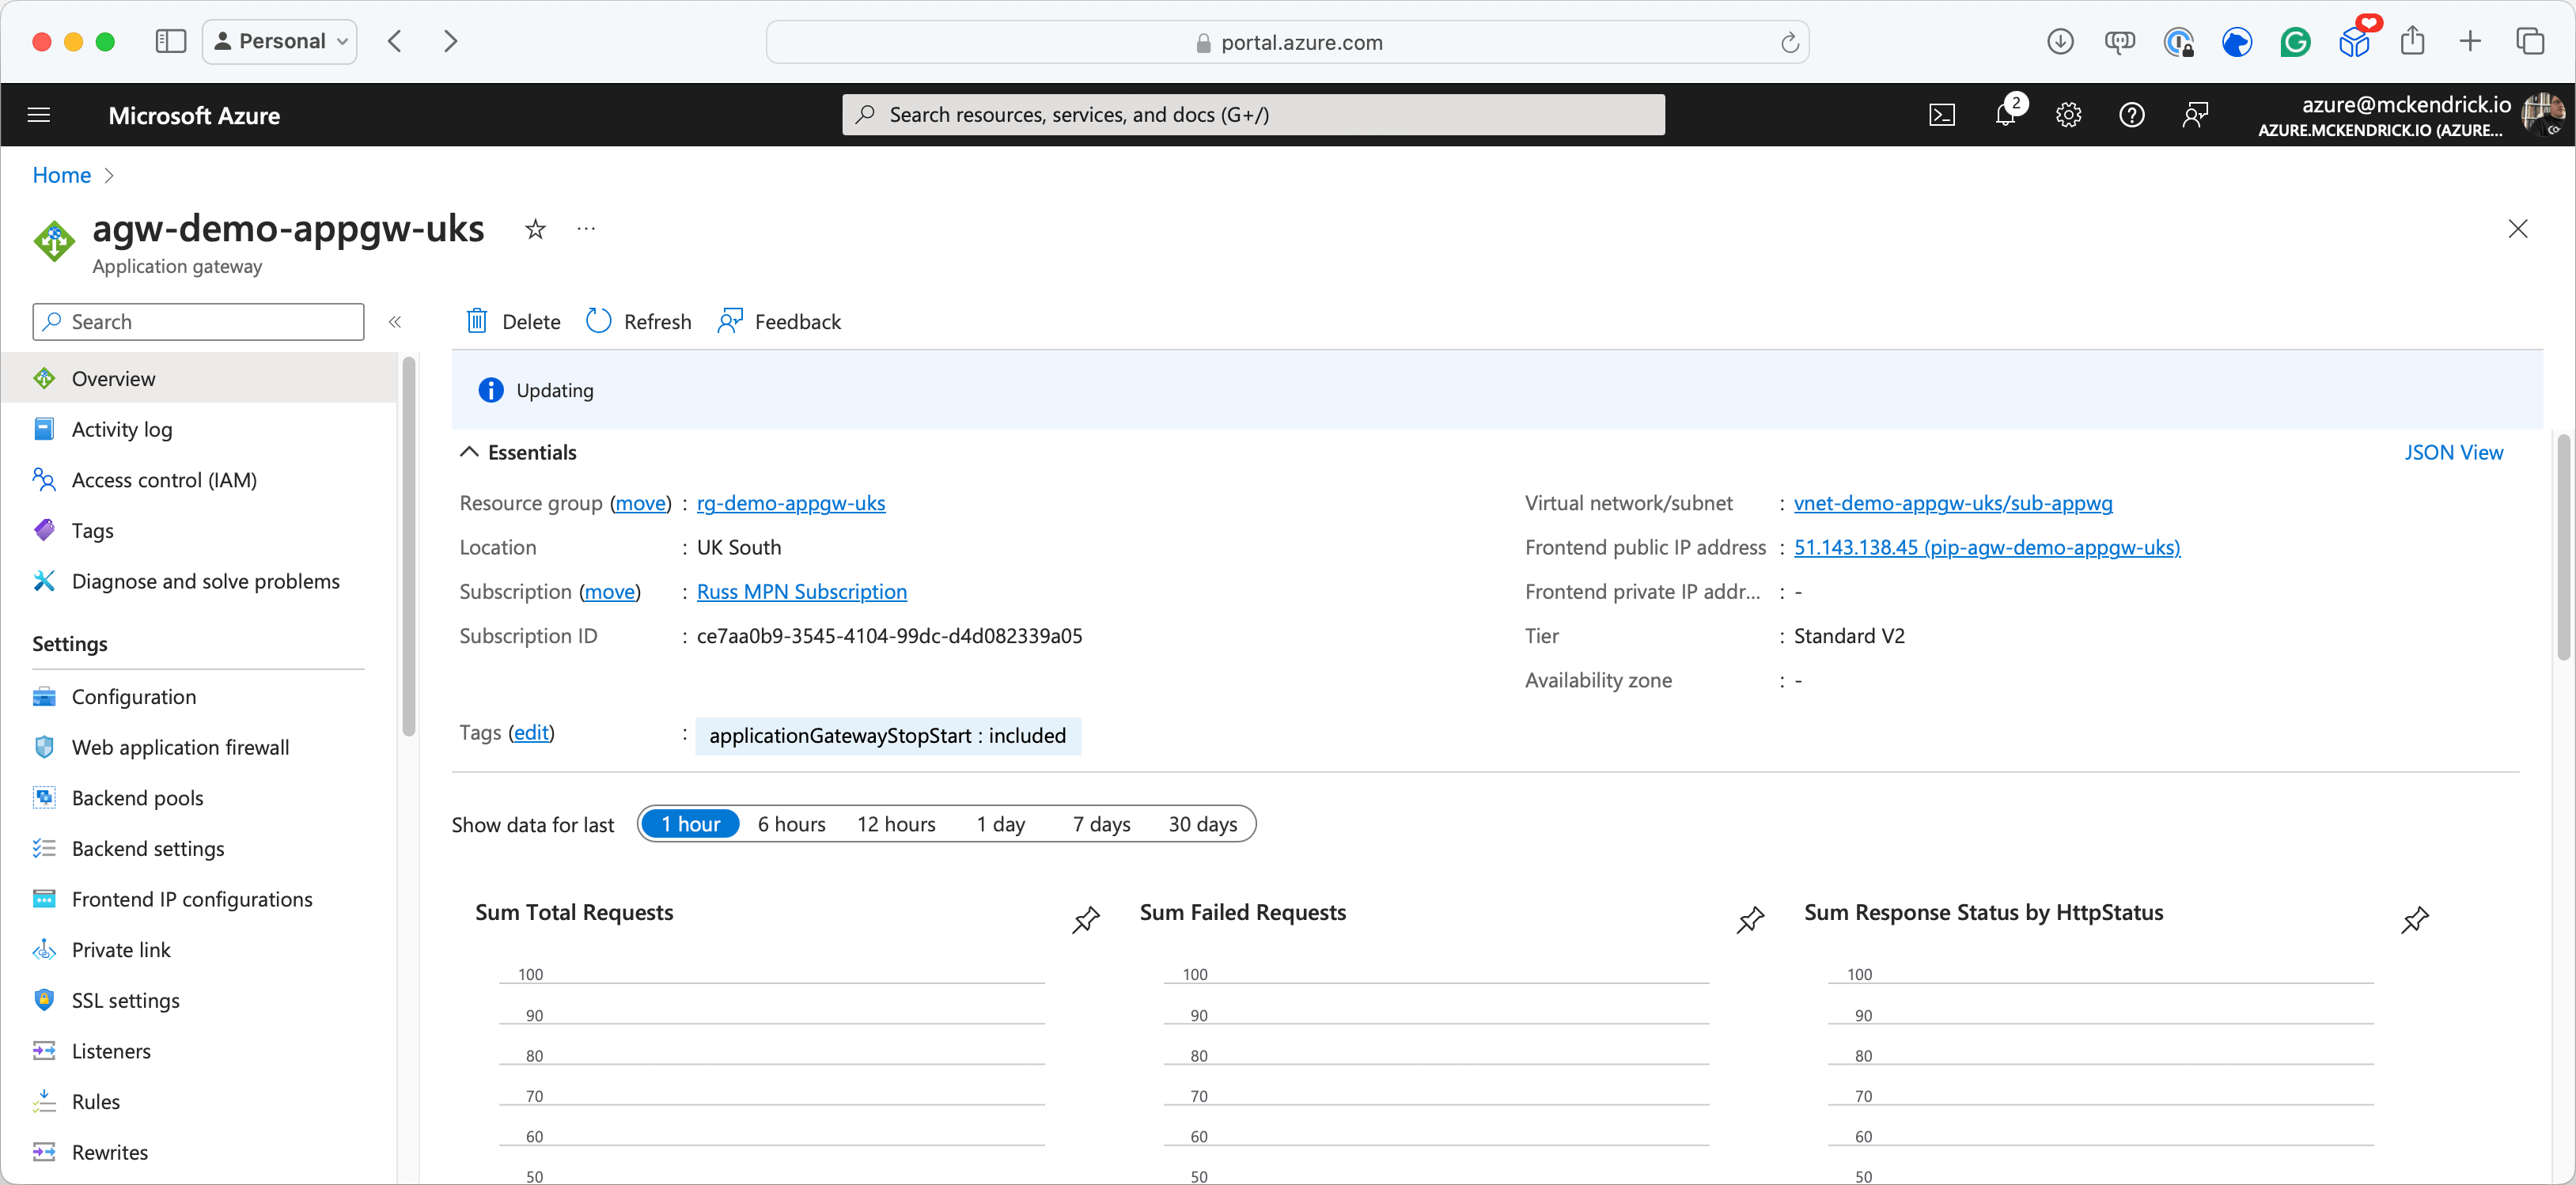 Personal
portal.azure.com
Microsoft Azure
Search resources, services, and docs (G+/)
2
azure@mckendrick.io
AZURE.MCKENDRICK.IO (AZURE...
Home
agw-demo-appgw-uks
Application gateway
Search
Delete
Refresh
Feedback
Overview
Activity log
Access control (IAM)
Tags
Diagnose and solve problems
Settings
Configuration
Web application firewall
Backend pools
Backend settings
Frontend IP configurations
Private link
SSL settings
Listeners
Rules
Rewrites
Updating
Essentials
JSON View
Resource group (move) : rg-demo-appgw-uks
Location : UK South
Subscription (move) : Russ MPN Subscription
Subscription ID : ce7aa0b9-3545-4104-99dc-d4d082339a05
Virtual network/subnet : vnet-demo-appgw-uks/sub-appwg
Frontend public IP address : 51.143.138.45 (pip-agw-demo-appgw-uks)
Frontend private IP addr... : -
Tier : Standard V2
Availability zone : -
Tags (edit) : applicationGatewayStopStart : included
Show data for last 1 hour 6 hours 12 hours 1 day 7 days 30 days
Sum Total Requests
100
90
80
70
60
50
Sum Failed Requests
100
90
80
70
60
50
Sum Response Status by HttpStatus
100
90
80
70
60
50